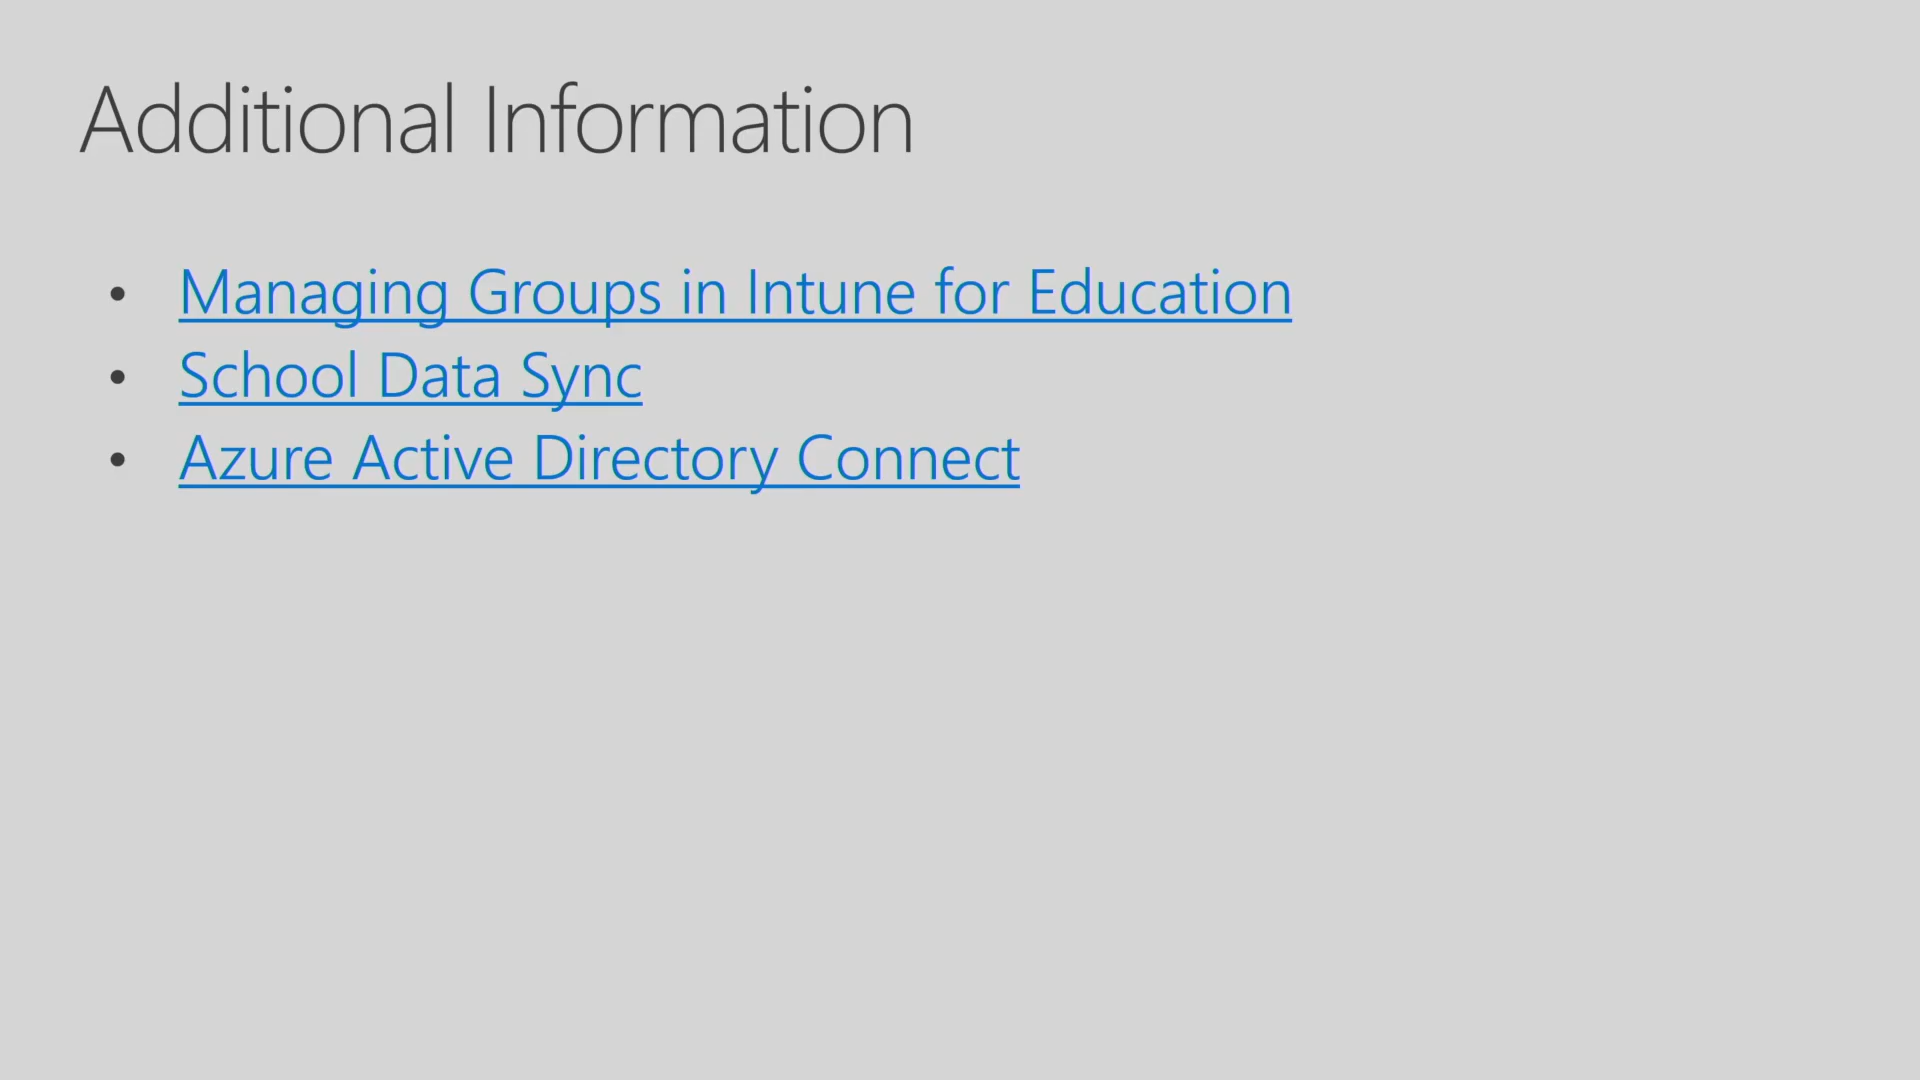 Additional Information
• Managing Groups in Intune for Education
• School Data Sync
• Azure Active Directory Connect